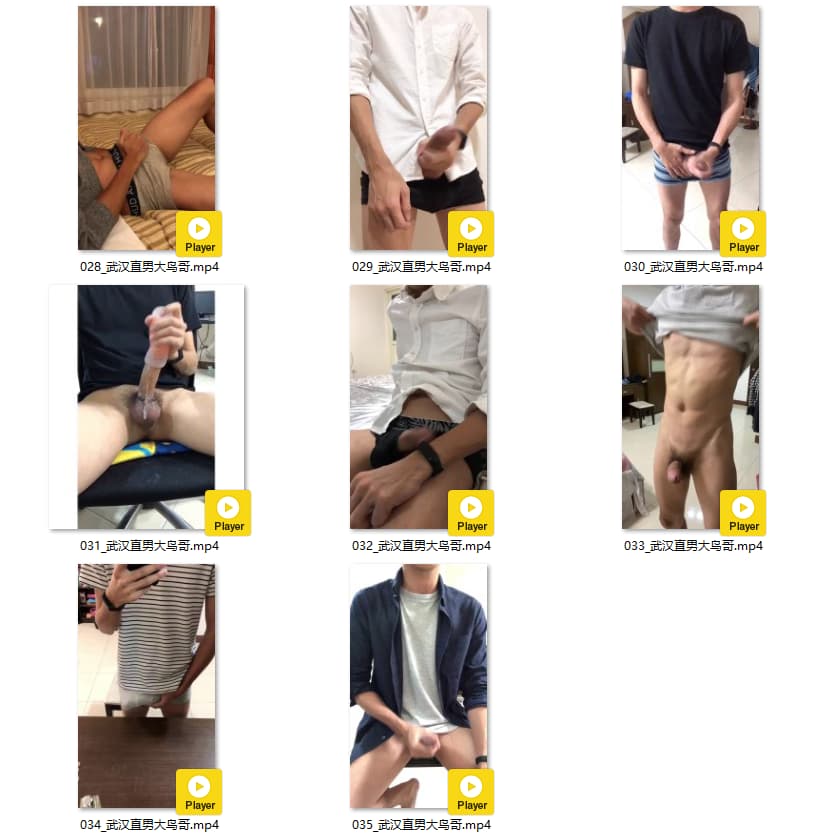 Player
Player
Player
028_武汉直男大鸟哥.mp4
029_武汉直男大鸟哥.mp4
030_武汉直男大鸟哥.mp4
Player
Player
Player
031_武汉直男大鸟哥.mp4
032_武汉直男大鸟哥.mp4
033_武汉直男大鸟哥.mp4
Player
Player
034_武汉直男大鸟哥.mp4
035_武汉直男大鸟哥.mp4